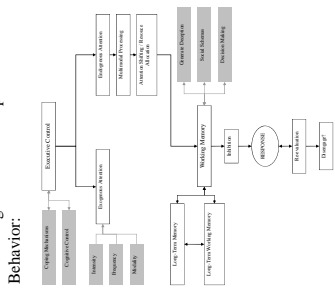 Behavior:
Coping Mechanisms
Cognitive Control
Executive Control
Intensity
Frequency
Modality
Exogenous Attention
Endogenous Attention
Multimodal Processing
Attention Shifting / Resource
Allocation
Long-Term Memory
Long-Term Working Memory
Working Memory
Generate Deception
Social Schemas
Decision Making
Inhibition
RESPONSE
Re-evaluation
Disengage?